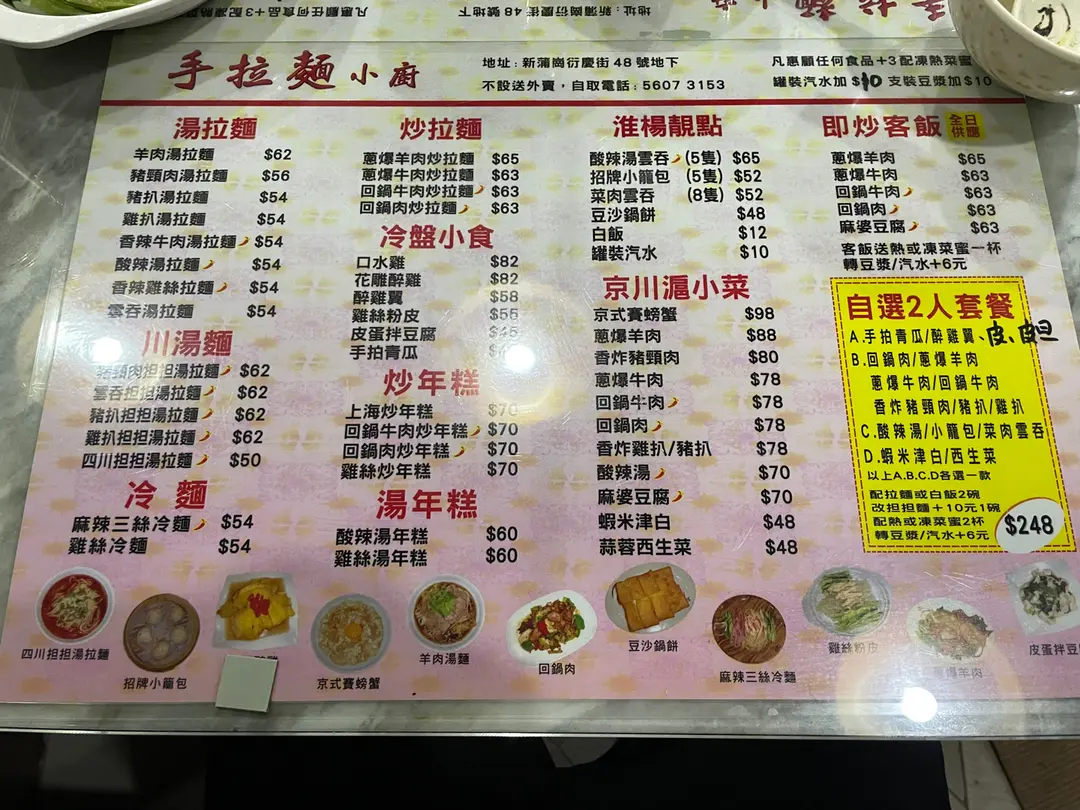 手拉麵小廚
地址：新蒲崗衍慶街48號地下
不設送外賣，自取電話：5607 3153
凡惠顧任何食品+3配凍熱菜蜜
罐裝汽水加$10 支裝豆漿加$10
湯拉麵
羊肉湯拉麵 $62
豬頸肉湯拉麵 $56
豬扒湯拉麵 $54
雞扒湯拉麵 $54
香辣牛肉湯拉麵 $54
酸辣湯拉麵 $54
香辣雞絲拉麵 $54
雲吞湯拉麵 $54
川湯麵
豬頸肉担担湯拉麵 $62
雲吞担担湯拉麵 $62
豬扒担担湯拉麵 $62
雞扒担担湯拉麵 $62
四川担担湯拉麵 $50
冷麵
麻辣三絲冷麵 $54
雞絲冷麵 $54
炒拉麵
蔥爆羊肉炒拉麵 $65
蔥爆牛肉炒拉麵 $63
回鍋牛肉炒拉麵 $63
回鍋肉炒拉麵 $63
冷盤小食
口水雞 $82
花雕醉雞 $82
醉雞翼 $58
雞絲粉皮 $55
皮蛋拌豆腐 $45
手拍青瓜
炒年糕
上海炒年糕 $70
回鍋牛肉炒年糕 $70
回鍋肉炒年糕 $70
雞絲炒年糕 $70
湯年糕
酸辣湯年糕 $60
雞絲湯年糕 $60
淮楊靚點
酸辣湯雲吞 (5隻) $65
招牌小籠包 (5隻) $52
菜肉雲吞 (8隻) $52
豆沙鍋餅 $48
白飯 $12
罐裝汽水 $10
京川滬小菜
京式賽螃蟹 $98
蔥爆羊肉 $88
香炸豬頸肉 $80
蔥爆牛肉 $78
回鍋牛肉 $78
回鍋肉 $78
香炸雞扒/豬扒 $78
酸辣湯 $70
麻婆豆腐 $70
蝦米津白 $48
蒜蓉西生菜 $48
即炒客飯 全日供應
蔥爆羊肉 $65
蔥爆牛肉 $63
回鍋牛肉 $63
回鍋肉 $63
麻婆豆腐 $63
客飯送熱或凍菜蜜一杯
轉豆漿/汽水+6元
自選2人套餐
A.手拍青瓜/醉雞翼、皮、皮旦
B.回鍋肉/蔥爆羊肉
蔥爆牛肉/回鍋牛肉
香炸豬頸肉/豬扒/雞扒
C.酸辣湯/小籠包/菜肉雲吞
D.蝦米津白/西生菜
以上A.B.C.D各選一款
配拉麵或白飯2碗
改担担麵+10元1碗
配熱或凍菜蜜2杯
轉豆漿/汽水+6元
$248
四川担担湯拉麵
招牌小籠包
京式賽螃蟹
羊肉湯麵
回鍋肉
豆沙鍋餅
麻辣三絲冷麵
雞絲粉皮
蔥爆羊肉
皮蛋拌豆